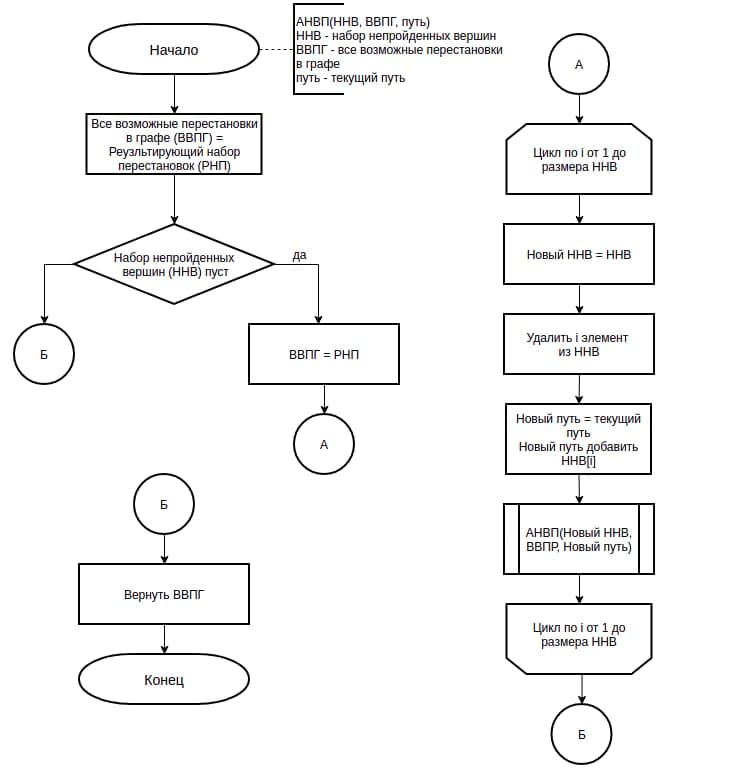 Начало
АНВП(ННВ, ВВПГ, путь)
ННВ - набор непройденных вершин
ВВПГ - все возможные перестановки
в графе
путь - текущий путь
Все возможные перестановки
в графе (ВВПГ) =
Реузльтирующий набор
перестановок (РНП)
Набор непройденных
вершин (ННВ) пуст
да
Б
ВВПГ = РНП
А
Б
Вернуть ВВПГ
Конец
А
Цикл по i от 1 до
размера ННВ
Новый ННВ = ННВ
Удалить i элемент
из ННВ
Новый путь = текущий
путь
Новый путь добавить
ННВ[i]
АНВП(Новый ННВ,
ВВПР, Новый путь)
Цикл по i от 1 до
размера ННВ
Б